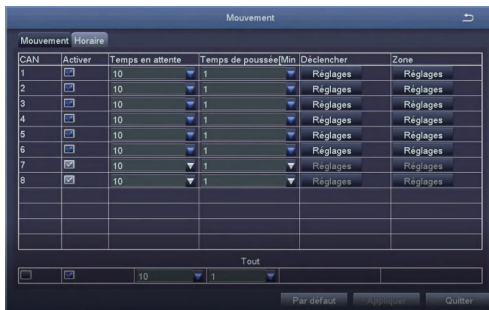 Mouvement
Mouvement Horaire
CAN Activer Temps en attente Temps de poussée[Min Déclencher Zone
1 10 1 Réglages Réglages
2 10 1 Réglages Réglages
3 10 1 Réglages Réglages
4 10 1 Réglages Réglages
5 10 1 Réglages Réglages
6 10 1 Réglages Réglages
7 10 1 Réglages Réglages
8 10 1 Réglages Réglages
Tout
10 1
Par défaut Appliquer Quitter